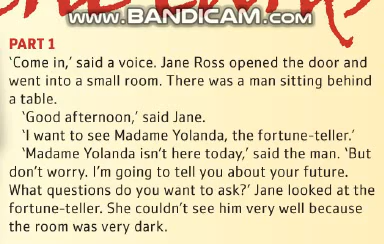 www.BANDICAM.com
PART 1
‘Come in,’ said a voice. Jane Ross opened the door and
went into a small room. There was a man sitting behind
a table.
‘Good afternoon,’ said Jane.
‘I want to see Madame Yolanda, the fortune-teller.’
‘Madame Yolanda isn’t here today,’ said the man. ‘But
don’t worry. I’m going to tell you about your future.
What questions do you want to ask?’ Jane looked at the
fortune-teller. She couldn’t see him very well because
the room was very dark.